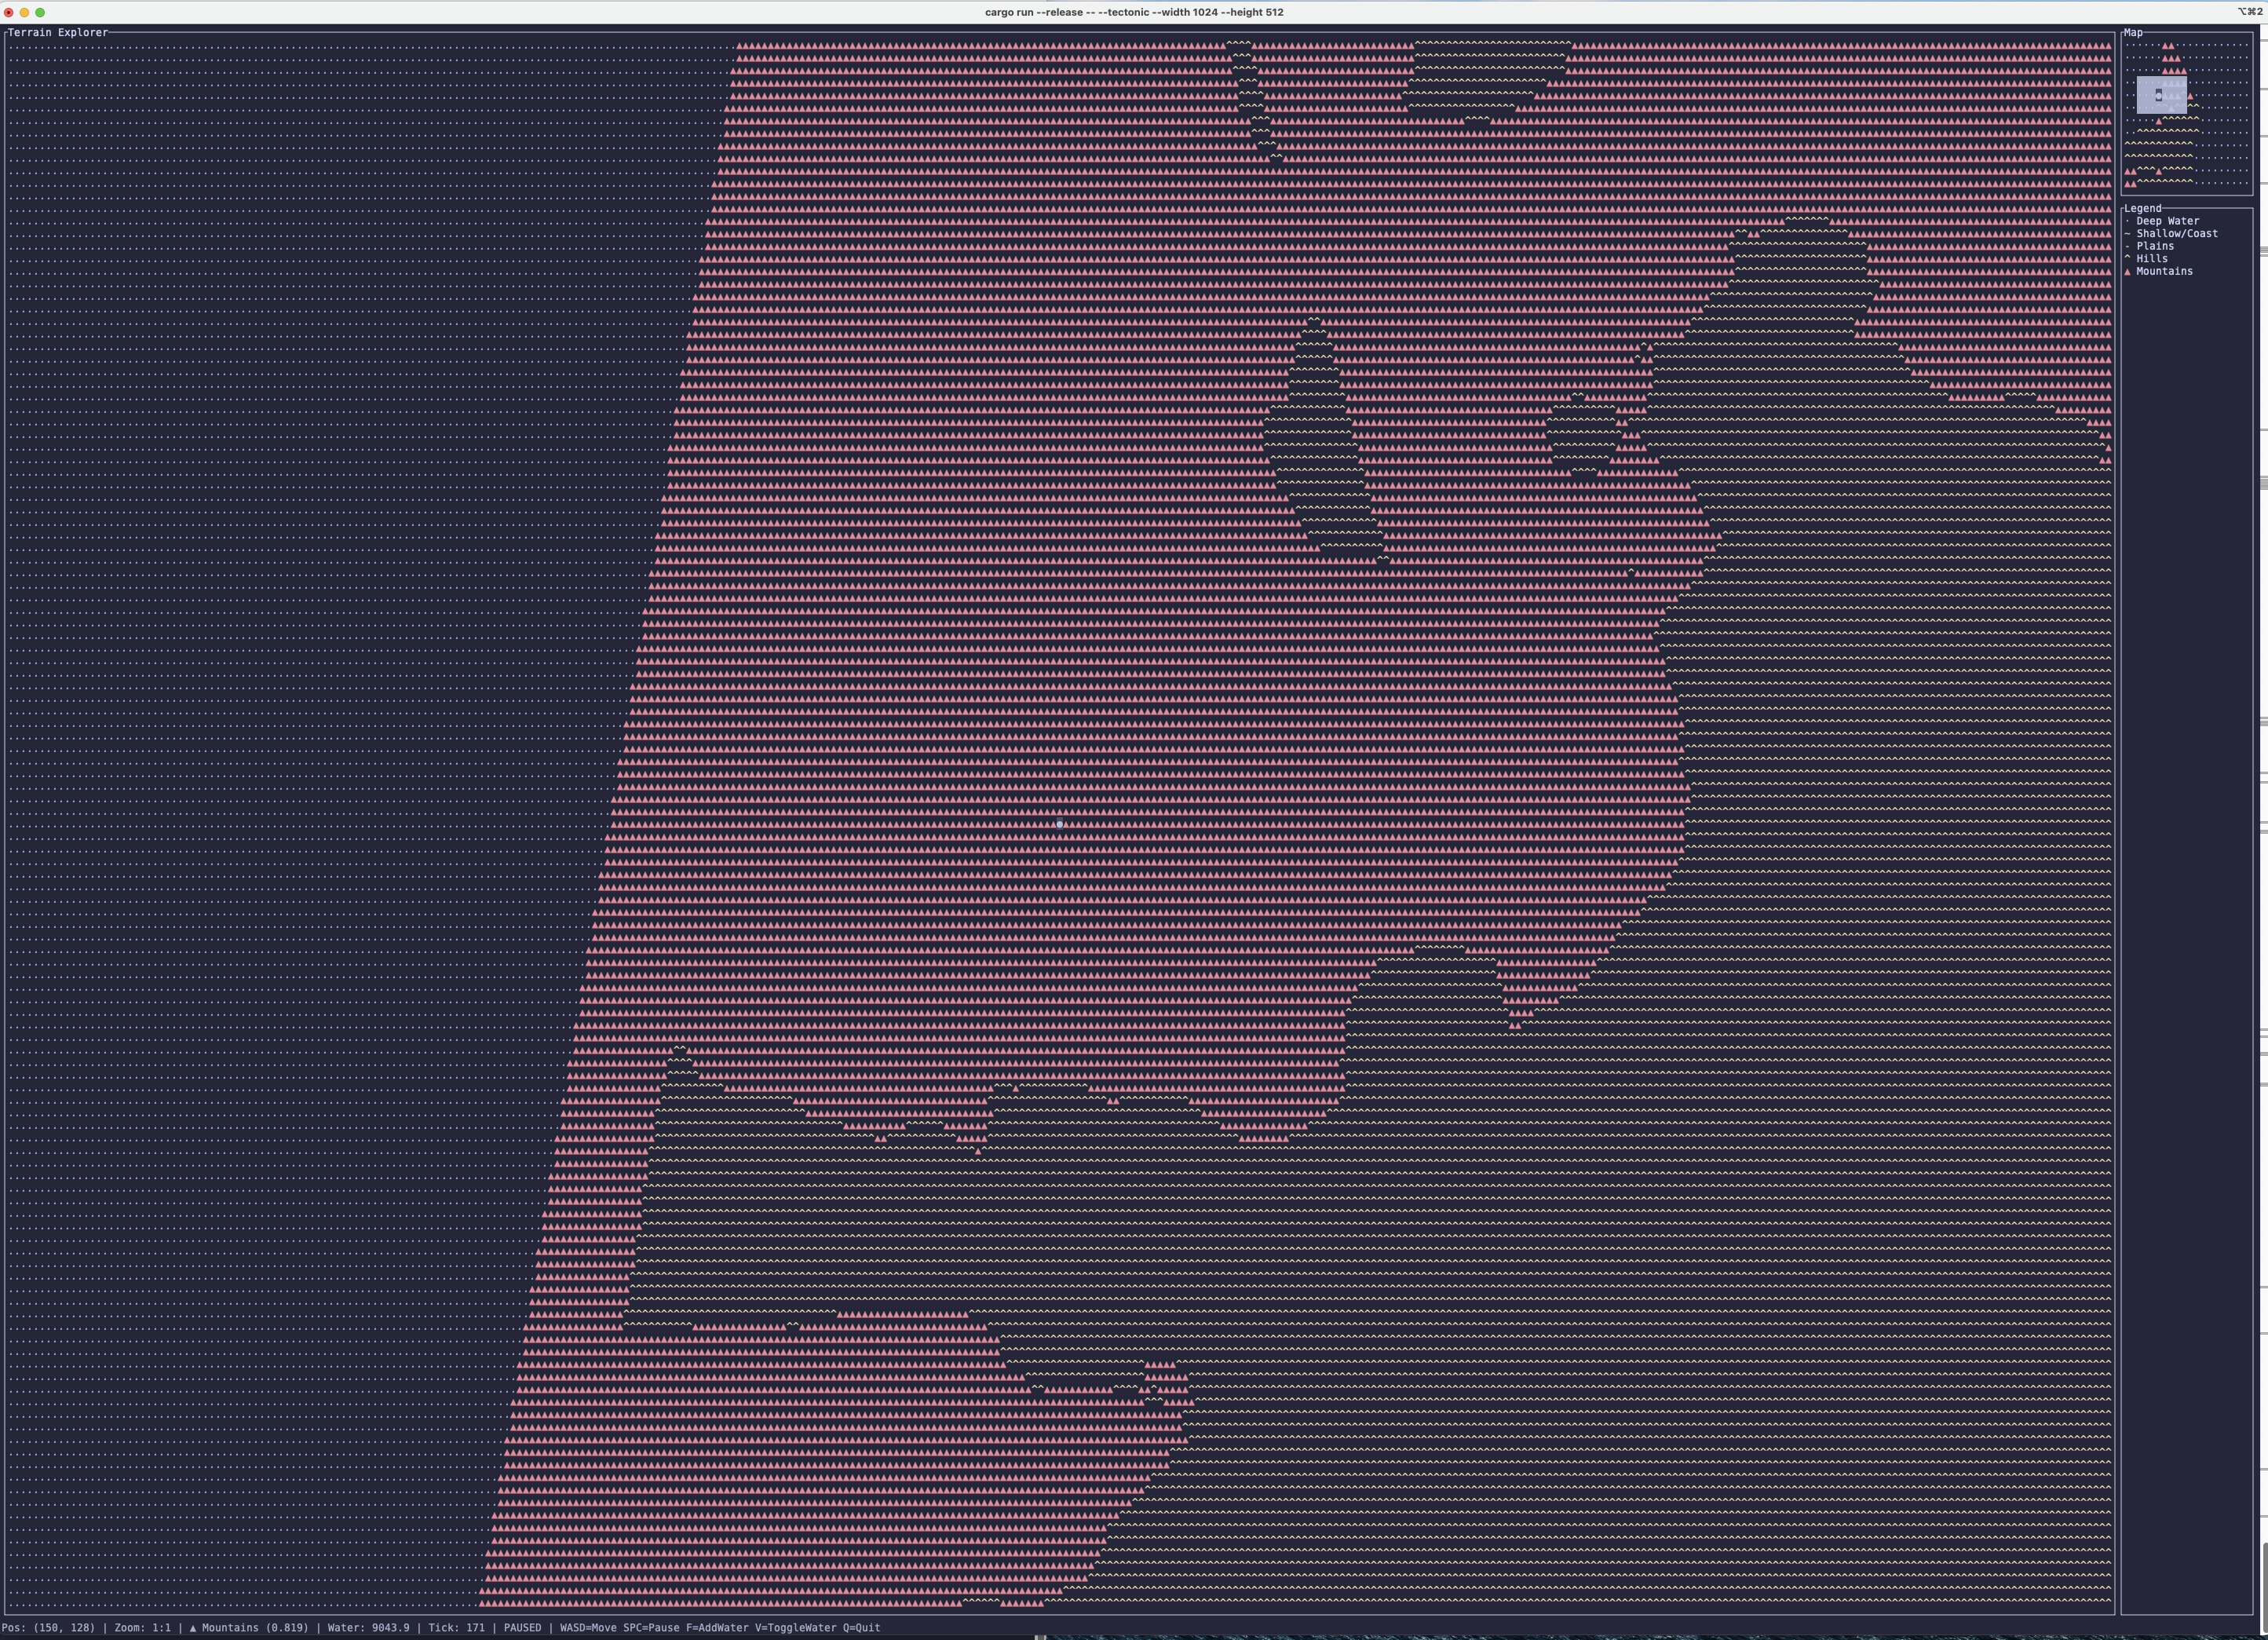 cargo run --release -- --tectonic --width 1024 --height 512
⌥⌘2
Terrain Explorer
Map
Legend
· Deep Water
~ Shallow/Coast
- Plains
^ Hills
▲ Mountains
Pos: (150, 128) | Zoom: 1:1 | ▲ Mountains (0.819) | Water: 9043.9 | Tick: 171 | PAUSED | WASD=Move SPC=Pause F=AddWater V=ToggleWater Q=Quit